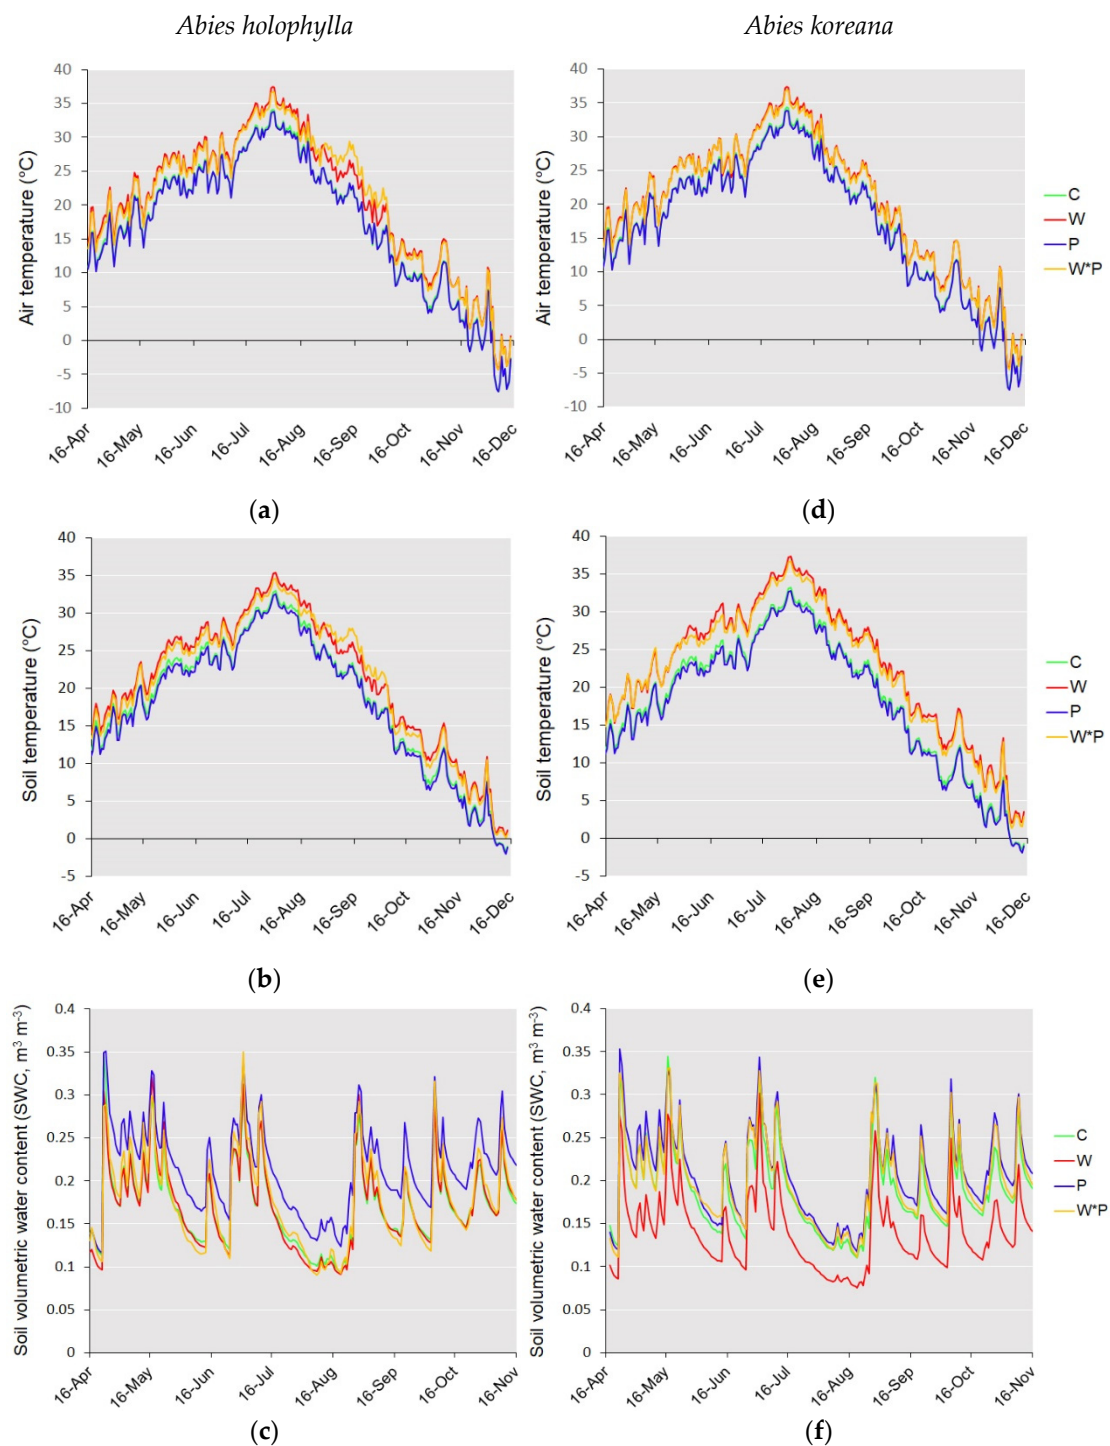 Abies holophylla
Abies koreana
40
35
30
25
20
15
10
5
0
-5
-10
Air temperature (°C)
16-Apr
16-May
16-Jun
16-Jul
16-Aug
16-Sep
16-Oct
16-Nov
16-Dec
(a)
40
35
30
25
20
15
10
5
0
-5
-10
Air temperature (°C)
16-Apr
16-May
16-Jun
16-Jul
16-Aug
16-Sep
16-Oct
16-Nov
16-Dec
C
W
P
W*P
(d)
40
35
30
25
20
15
10
5
0
-5
Soil temperature (°C)
16-Apr
16-May
16-Jun
16-Jul
16-Aug
16-Sep
16-Oct
16-Nov
16-Dec
(b)
40
35
30
25
20
15
10
5
0
-5
Soil temperature (°C)
16-Apr
16-May
16-Jun
16-Jul
16-Aug
16-Sep
16-Oct
16-Nov
16-Dec
C
W
P
W*P
(e)
0.4
0.35
0.3
0.25
0.2
0.15
0.1
0.05
0
Soil volumetric water content (SWC, m³ m⁻³)
16-Apr
16-May
16-Jun
16-Jul
16-Aug
16-Sep
16-Oct
16-Nov
(c)
0.4
0.35
0.3
0.25
0.2
0.15
0.1
0.05
0
Soil volumetric water content (SWC, m³ m⁻³)
16-Apr
16-May
16-Jun
16-Jul
16-Aug
16-Sep
16-Oct
16-Nov
C
W
P
W*P
(f)